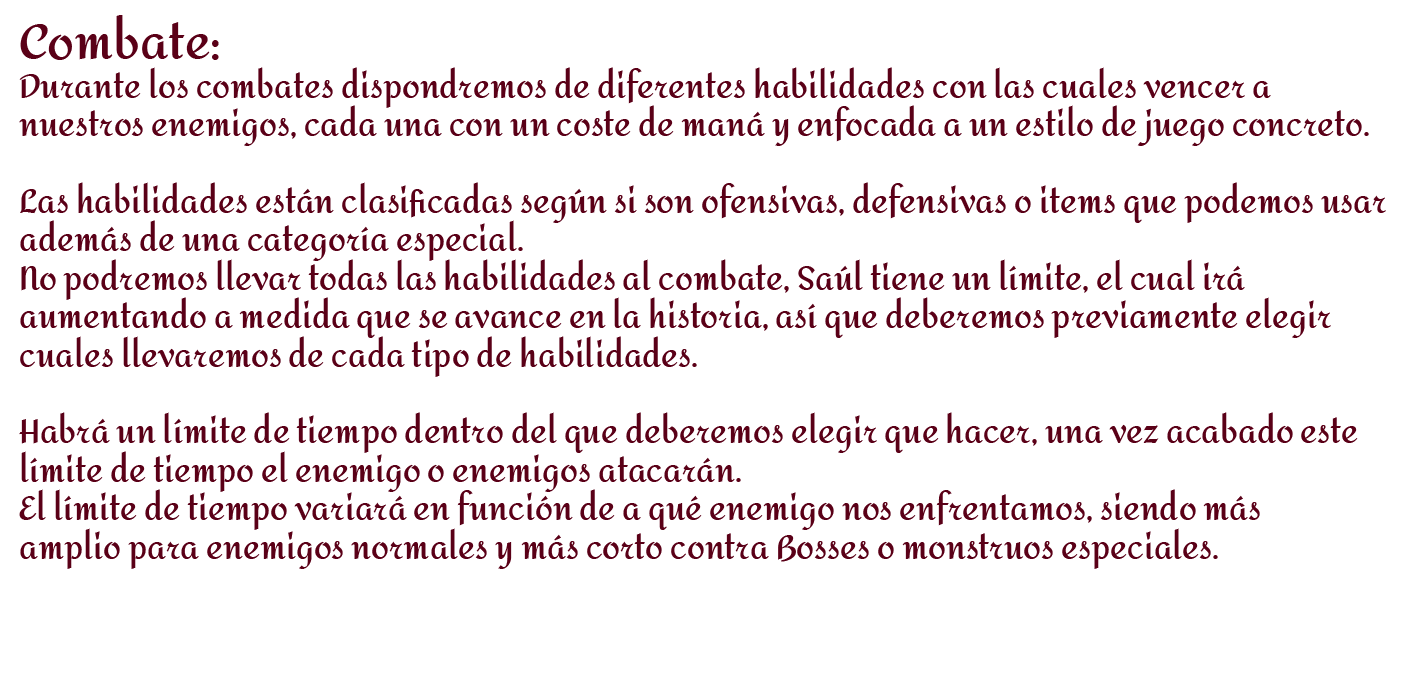 Combate:
Durante los combates dispondremos de diferentes habilidades con las cuales vencer a
nuestros enemigos, cada una con un coste de maná y enfocada a un estilo de juego concreto.
Las habilidades están clasificadas según si son ofensivas, defensivas o items que podemos usar
además de una categoría especial.
No podremos llevar todas las habilidades al combate, Saúl tiene un límite, el cual irá
aumentando a medida que se avance en la historia, así que deberemos previamente elegir
cuales llevaremos de cada tipo de habilidades.
Habrá un límite de tiempo dentro del que deberemos elegir que hacer, una vez acabado este
límite de tiempo el enemigo o enemigos atacarán.
El límite de tiempo variará en función de a qué enemigo nos enfrentamos, siendo más
amplio para enemigos normales y más corto contra Bosses o monstruos especiales.